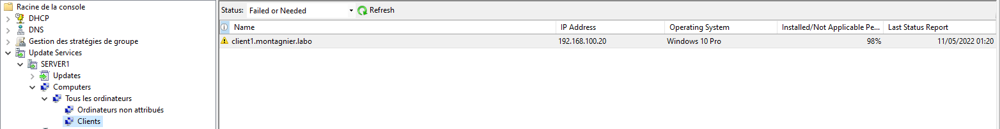 Racine de la console
DHCP
DNS
Gestion des stratégies de groupe
Update Services
SERVER1
Updates
Computers
Tous les ordinateurs
Ordinateurs non attribués
Clients
Status: Failed or Needed Refresh
Name IP Address Operating System Installed/Not Applicable Pe... Last Status Report
client1.montagnier.labo 192.168.100.20 Windows 10 Pro 98% 11/05/2022 01:20